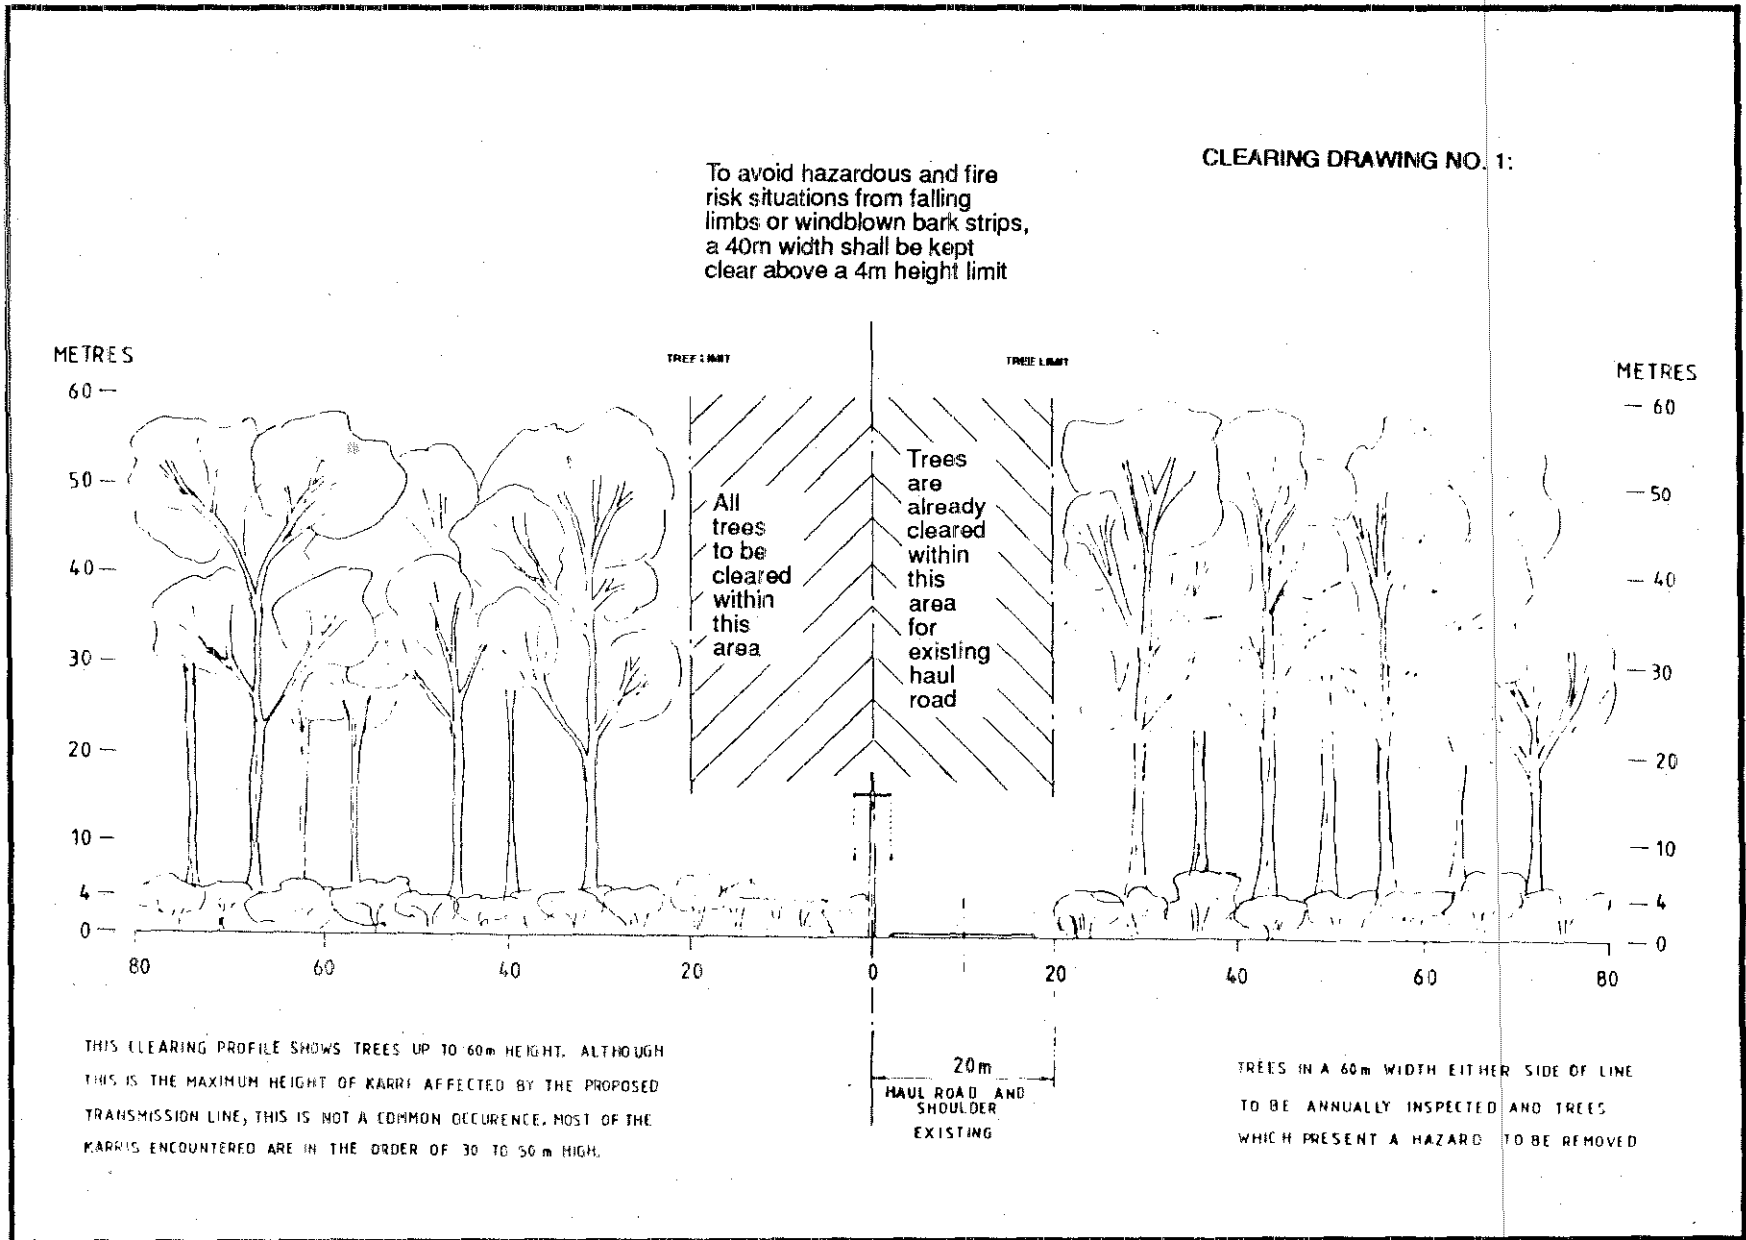 CLEARING DRAWING NO. 1:
To avoid hazardous and fire
risk situations from falling
limbs or windblown bark strips,
a 40m width shall be kept
clear above a 4m height limit
METRES
60
50
40
30
20
10
4
0
TREE LIMIT
TREE LIMIT
METRES
60
50
40
30
20
10
4
0
All
trees
to be
cleared
within
this
area
Trees
are
already
cleared
within
this
area
for
existing
haul
road
80 60 40 20 0 20 40 60 80
20m
HAUL ROAD AND
SHOULDER
EXISTING
THIS CLEARING PROFILE SHOWS TREES UP TO 60m HEIGHT. ALTHOUGH
THIS IS THE MAXIMUM HEIGHT OF KARRI AFFECTED BY THE PROPOSED
TRANSMISSION LINE, THIS IS NOT A COMMON OCCURENCE. MOST OF THE
KARRIS ENCOUNTERED ARE IN THE ORDER OF 30 TO 50 m HIGH.
TREES IN A 60m WIDTH EITHER SIDE OF LINE
TO BE ANNUALLY INSPECTED AND TREES
WHICH PRESENT A HAZARD TO BE REMOVED